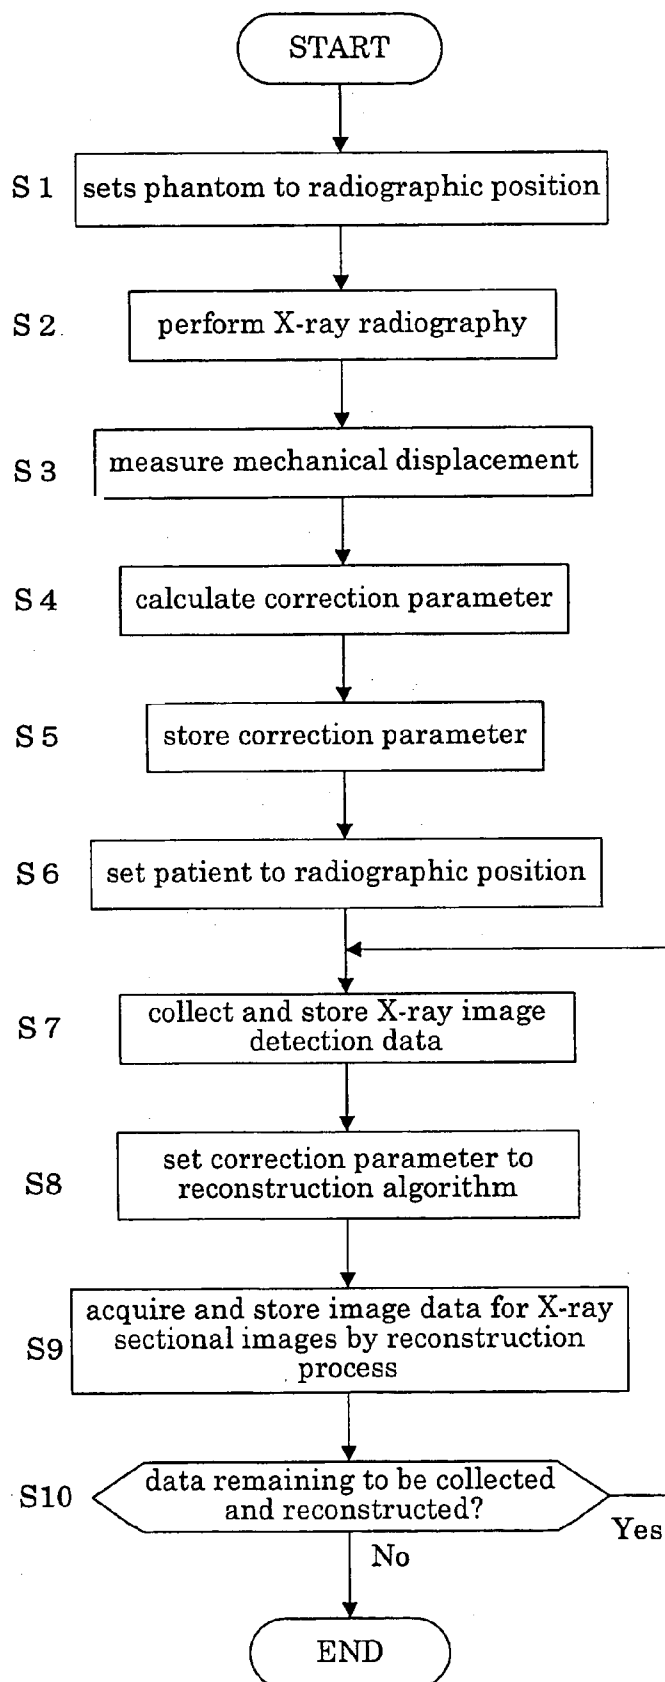 START
S 1 sets phantom to radiographic position
S 2 perform X-ray radiography
S 3 measure mechanical displacement
S 4 calculate correction parameter
S 5 store correction parameter
S 6 set patient to radiographic position
S 7 collect and store X-ray image
detection data
S8 set correction parameter to
reconstruction algorithm
S9 acquire and store image data for X-ray
sectional images by reconstruction
process
S10 data remaining to be collected
and reconstructed?
Yes
No
END